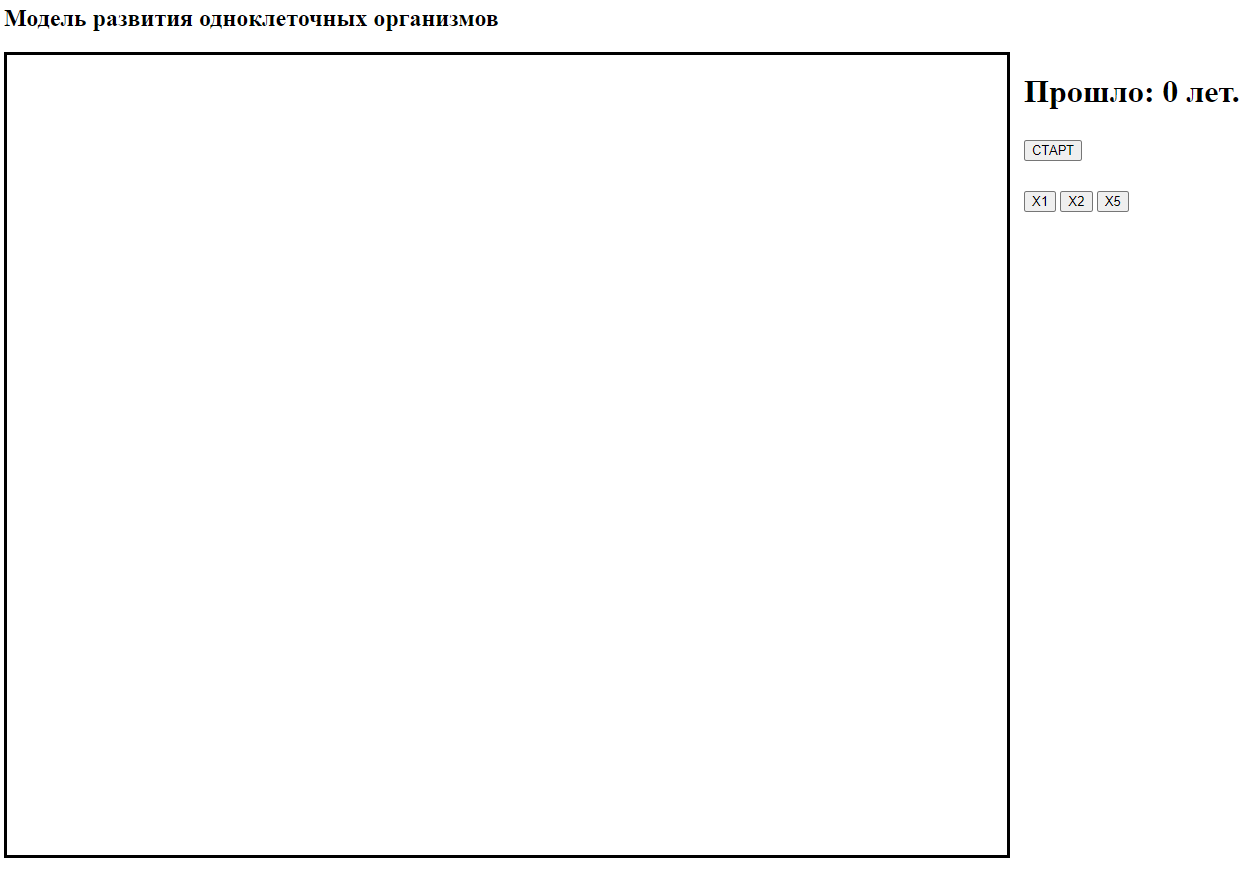 Модель развития одноклеточных организмов
Прошло: 0 лет.
СТАРТ
X1 X2 X5